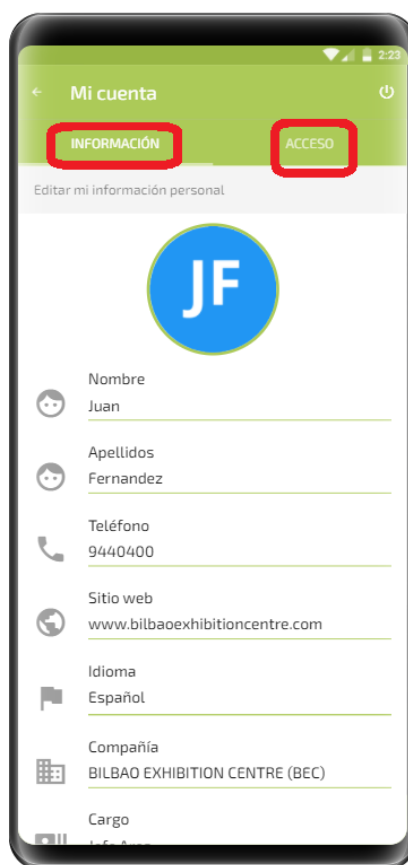 2:23
Mi cuenta
INFORMACIÓN
ACCESO
Editar mi información personal
JF
Nombre
Juan
Apellidos
Fernandez
Teléfono
9440400
Sitio web
www.bilbaoexhibitioncentre.com
Idioma
Español
Compañía
BILBAO EXHIBITION CENTRE (BEC)
Cargo